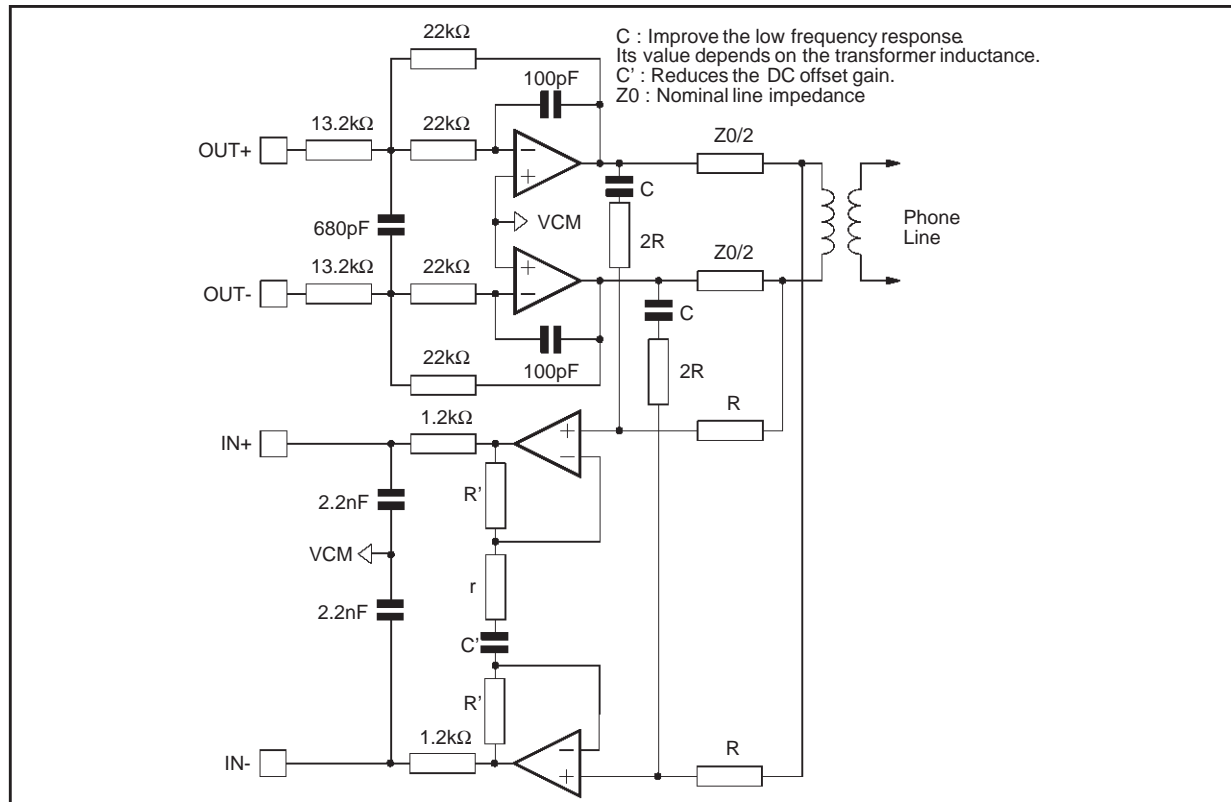 22kΩ
C : Improve the low frequency response.
Its value depends on the transformer inductance.
C' : Reduces the DC offset gain.
Z0 : Nominal line impedance
100pF
13.2kΩ
22kΩ
Z0/2
OUT+
−
+
C
680pF
VCM
2R
Phone
Line
Z0/2
13.2kΩ
22kΩ
+
OUT-
−
C
100pF
22kΩ
2R
R
1.2kΩ
IN+
+
−
R'
2.2nF
VCM
r
2.2nF
C'
R'
R
1.2kΩ
−
IN-
+